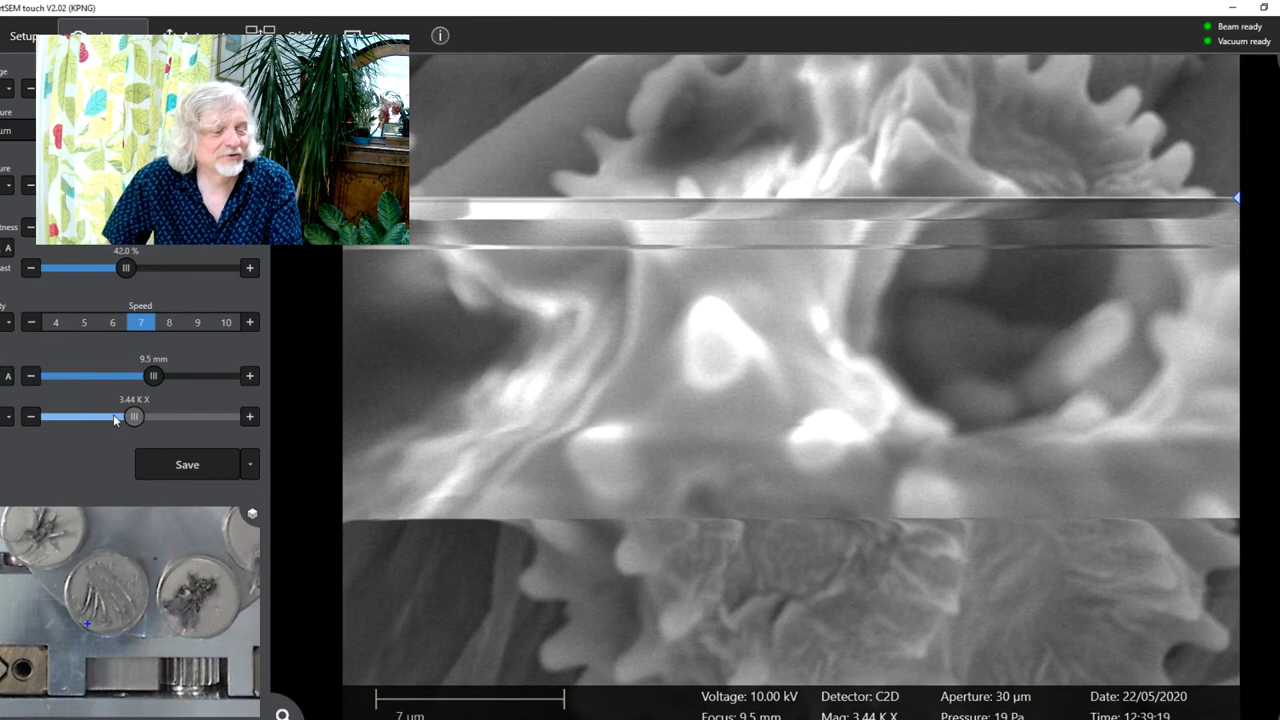 rtSEM touch V2.02 (KPNG)
Setup
Beam ready
Vacuum ready
42.0 %
A
Speed
4 5 6 7 8 9 10
9.5 mm
A
3.44 K X
Save
7 µm
Voltage: 10.00 kV
Detector: C2D
Aperture: 30 µm
Date: 22/05/2020
Focus: 9.5 mm
Mag: 3.44 K X
Pressure: 19 Pa
Time: 12:39:19